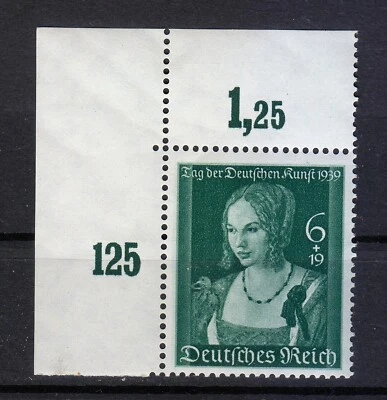 1,25
125
Tag der Deutschen Kunst 1939
6
+
19
Deutsches Reich